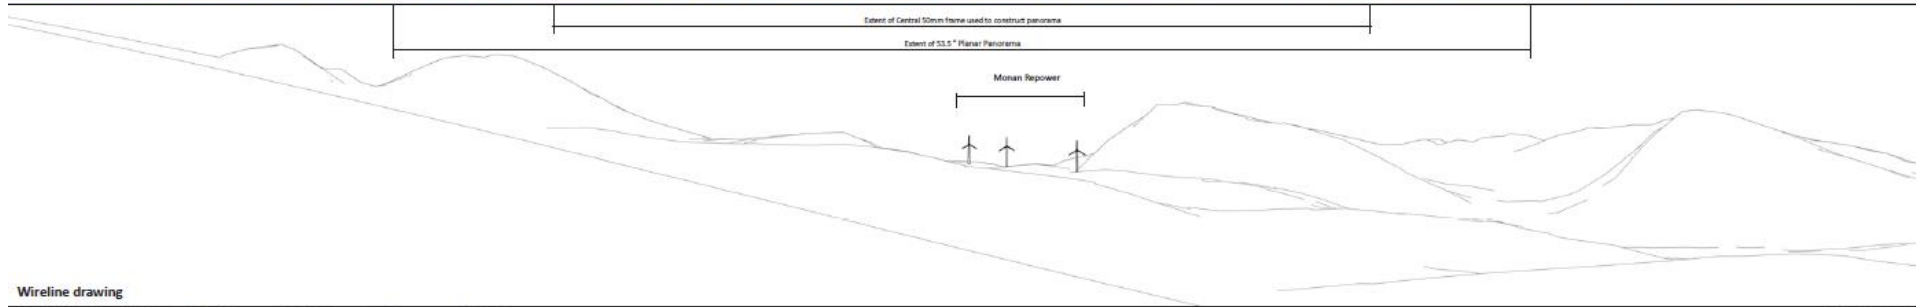 Extent of Central 50mm frame used to construct panorama
Extent of 53.5 ° Planar Panorama
Monan Repower
Wireline drawing